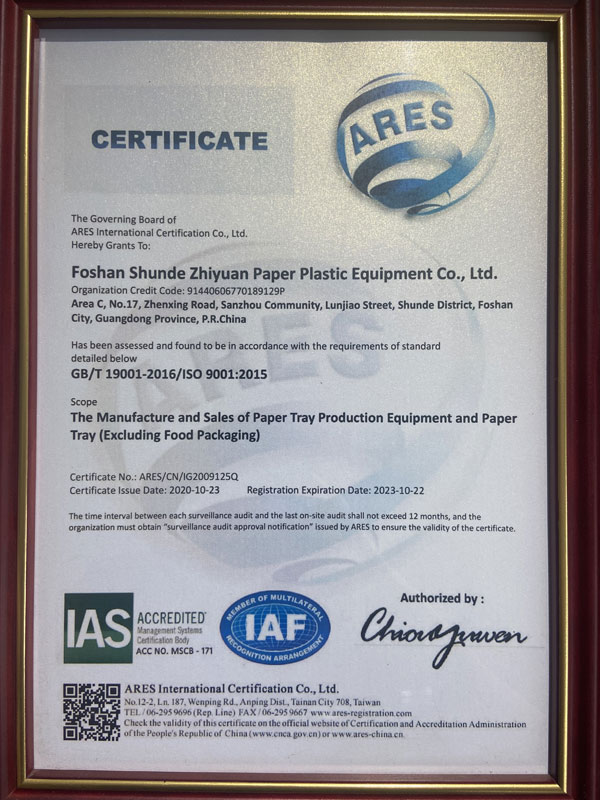 ARES
CERTIFICATE
The Governing Board of
ARES International Certification Co., Ltd.
Hereby Grants To:
Foshan Shunde Zhiyuan Paper Plastic Equipment Co., Ltd.
Organization Credit Code: 91440606770189129P
Area C, No.17, Zhenxing Road, Sanzhou Community, Lunjiao Street, Shunde District, Foshan
City, Guangdong Province, P.R.China
Has been assessed and found to be in accordance with the requirements of standard
detailed below
GB/T 19001-2016/ISO 9001:2015
Scope
The Manufacture and Sales of Paper Tray Production Equipment and Paper
Tray (Excluding Food Packaging)
Certificate No.: ARES/CN/IG2009125Q
Certificate Issue Date: 2020-10-23 Registration Expiration Date: 2023-10-22
The time interval between each surveillance audit and the last on-site audit shall not exceed 12 months, and the
organization must obtain “surveillance audit approval notification” issued by ARES to ensure the validity of the certificate.
IAS ACCREDITED
Management Systems
Certification Body
ACC NO. MSCB - 171
MEMBER OF MULTILATERAL
IAF
RECOGNITION ARRANGEMENT
Authorized by :
ARES International Certification Co., Ltd.
No.12-2, Ln. 187, Wenping Rd., Anping Dist., Tainan City 708, Taiwan
TEL / 06-295 9696 (Rep. Line) FAX / 06-295 9667 www.ares-registration.com
Check the validity of this certificate on the official website of Certification and Accreditation Administration
of the People's Republic of China (www.cnca.gov.cn) or www.ares-china.cn